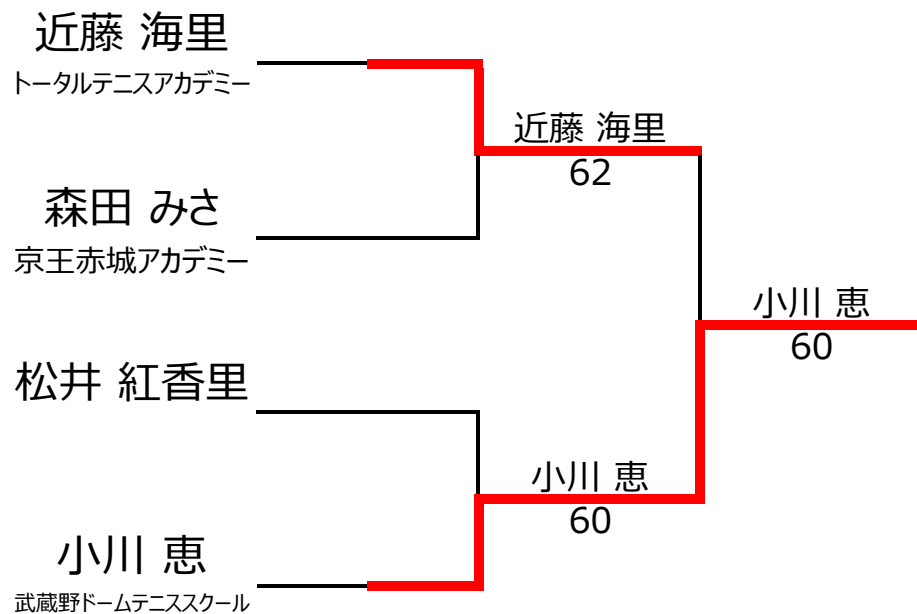 近藤 海里
トータルテニスアカデミー
近藤 海里
62
森田 みさ
京王赤城アカデミー
小川 恵
60
松井 紅香里
小川 恵
60
小川 恵
武蔵野ドームテニススクール